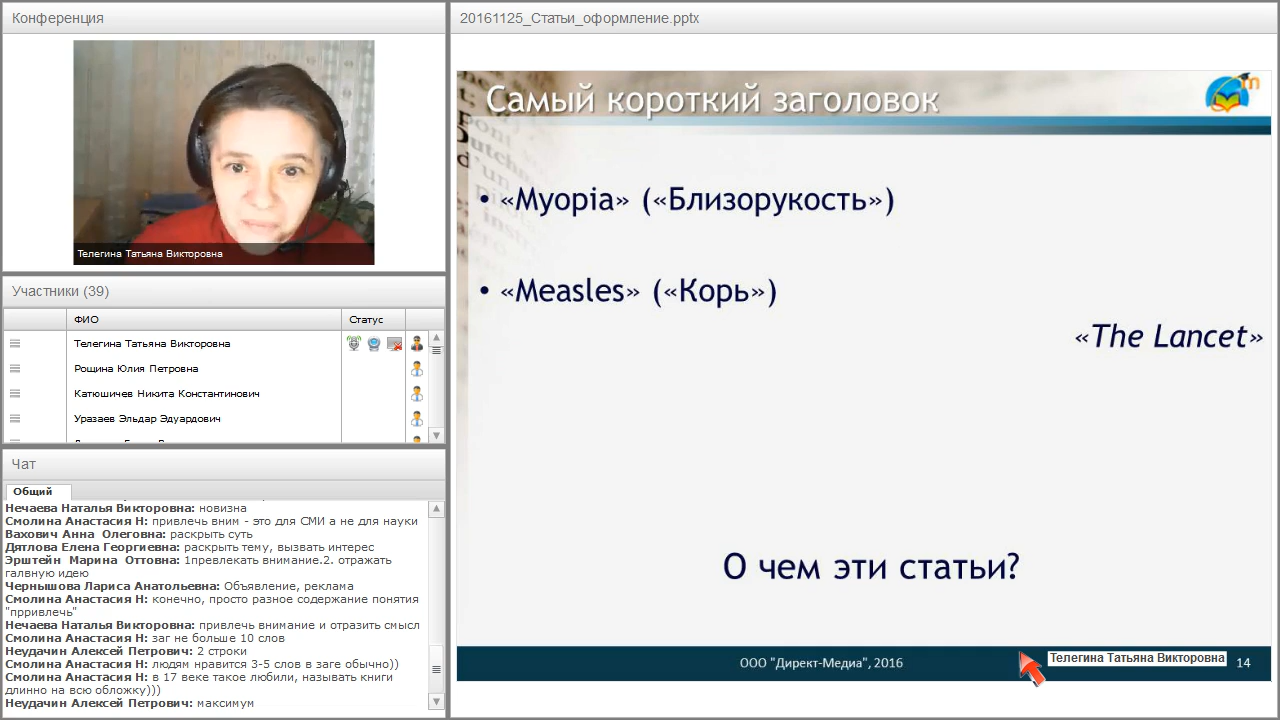 Конференция
Телегина Татьяна Викторовна
Участники (39)
ФИО
Статус
Телегина Татьяна Викторовна
Рощина Юлия Петровна
Катюшичев Никита Константинович
Уразаев Эльдар Эдуардович
Чат
Общий
Нечаева Наталья Викторовна: новизна
Смолина Анастасия Н: привлечь вним - это для СМИ а не для науки
Вахович Анна Олеговна: раскрыть суть
Дятлова Елена Георгиевна: раскрыть тему, вызвать интерес
Эрштейн Марина Оттовна: 1превлекать внимание.2. отражать
галвную идею
Чернышова Лариса Анатольевна: Объявление, реклама
Смолина Анастасия Н: конечно, просто разное содержание понятия
"прривлечь"
Нечаева Наталья Викторовна: привлечь внимание и отразить смысл
Смолина Анастасия Н: заг не больше 10 слов
Неудачин Алексей Петрович: 2 строки
Смолина Анастасия Н: людям нравится 3-5 слов в заге обычно))
Смолина Анастасия Н: в 17 веке такое любили, называть книги
длинно на всю обложку)))
Неудачин Алексей Петрович: максимум
20161125_Статьи_оформление.pptx
Самый короткий заголовок
• «Myopia» («Близорукость»)
• «Measles» («Корь»)
«The Lancet»
О чем эти статьи?
ООО "Директ-Медиа", 2016
Телегина Татьяна Викторовна
14